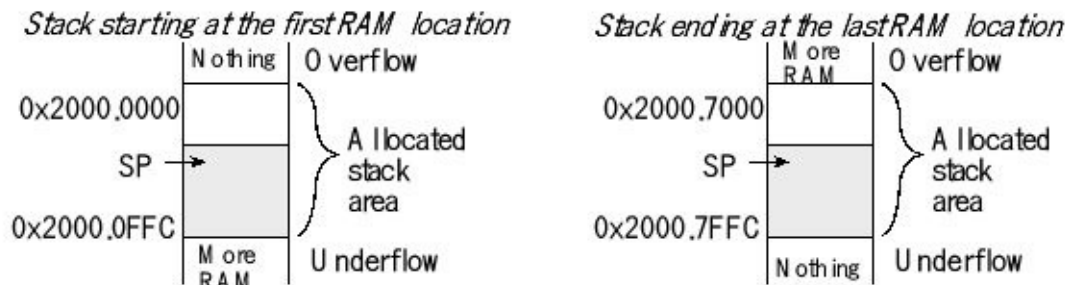 Stack starting at the first RAM location
Nothing
Overflow
0x2000.0000
SP
Allocated
stack
area
0x2000.0FFC
More
RAM
Underflow
Stack ending at the last RAM location
More
RAM
Overflow
0x2000.7000
SP
Allocated
stack
area
0x2000.7FFC
Nothing
Underflow